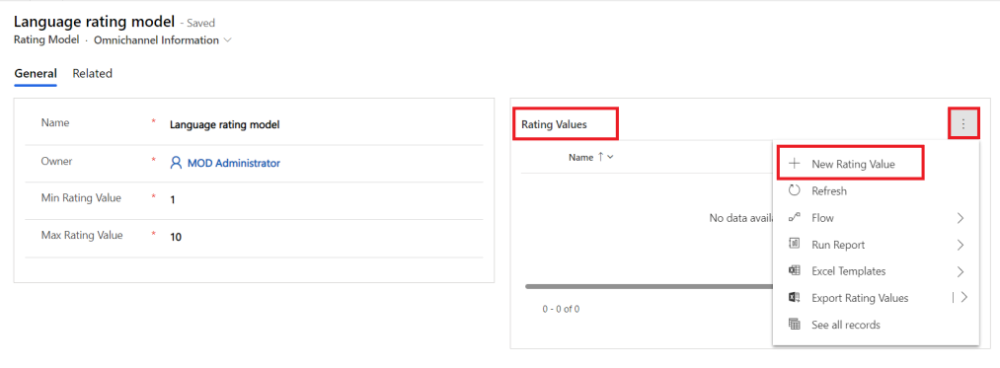 Language rating model - Saved
Rating Model · Omnichannel Information
General Related
Name * Language rating model
Owner * MOD Administrator
Min Rating Value * 1
Max Rating Value * 10
Rating Values
Name ↑
No data avail
0 - 0 of 0
New Rating Value
Refresh
Flow
Run Report
Excel Templates
Export Rating Values
See all records